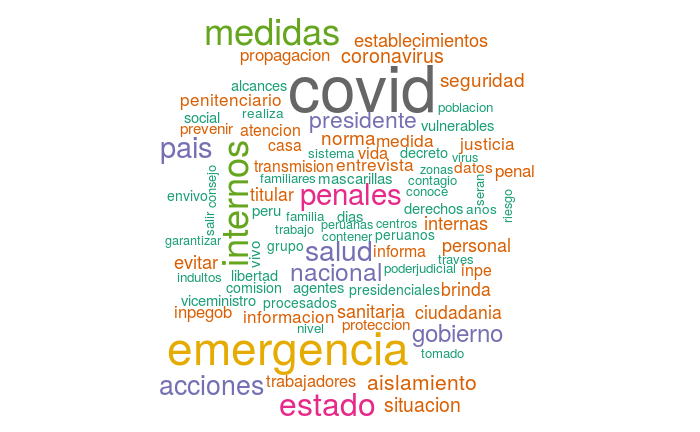 medidas
establecimientos
propagacion
coronavirus
covid
seguridad
alcances
penitenciario
poblacion
realiza
social
presidente
vulnerables
prevenir
atencion
norma
medida
justicia
pais
casa
sistema
vida
decreto
virus
internos
transmision
entrevista
zonas
datos
penal
consejo
familiares
mascarillas
contagio
seran
envivo
titular
penales
conoce
riesgo
salir
peru
familia
dias
derechos
años
trabajo
peruanas
centros
internas
garantizar
vivo
grupo
contener
peruanos
salud
informa
personal
evitar
nacional
traves
indultos
libertad
poderjudicial
inpe
comision
agentes
presidenciales
brinda
viceministro
procesados
inpegob
informacion
sanitaria
ciudadania
nivel
proteccion
gobierno
emergencia
tomado
acciones
trabajadores
aislamiento
estado
situacion